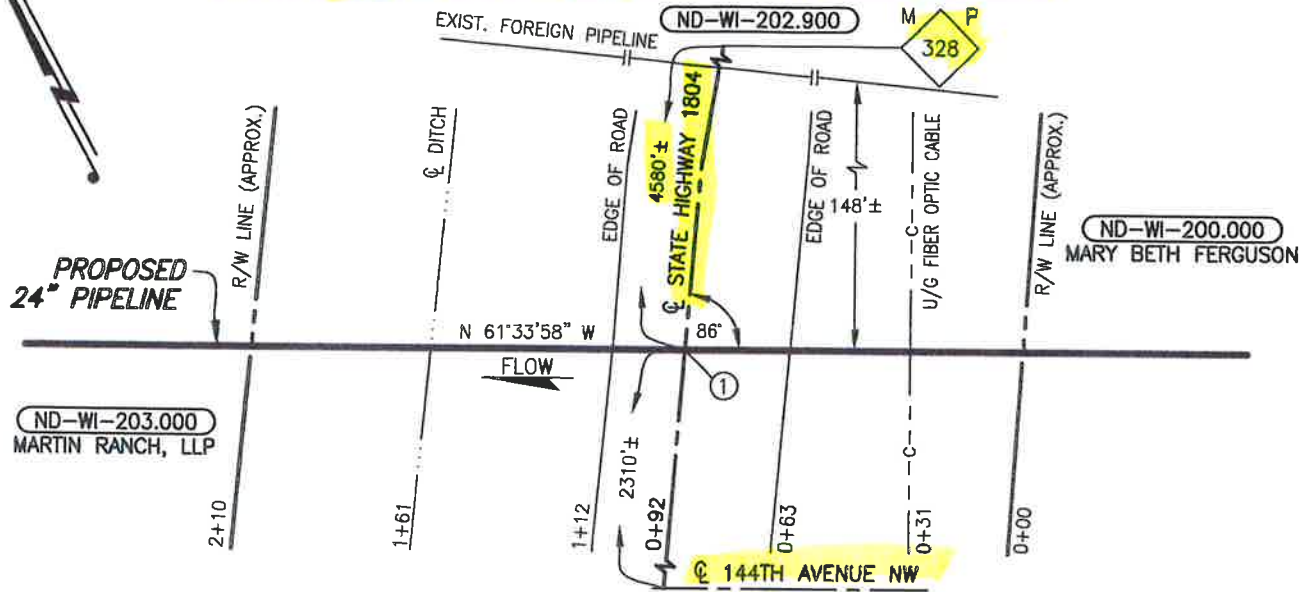 ND-WI-202.900
M P
328
EXIST. FOREIGN PIPELINE
R/W LINE (APPROX.)
℄ DITCH
EDGE OF ROAD
4580'±
℄ STATE HIGHWAY 1804
EDGE OF ROAD
148'±
U/G FIBER OPTIC CABLE
C
R/W LINE (APPROX.)
ND-WI-200.000
MARY BETH FERGUSON
PROPOSED
24" PIPELINE
N 61°33'58" W
86°
FLOW
1
ND-WI-203.000
MARTIN RANCH, LLP
2+10
1+61
1+12
2310'±
0+92
0+63
C
0+31
0+00
℄ 144TH AVENUE NW